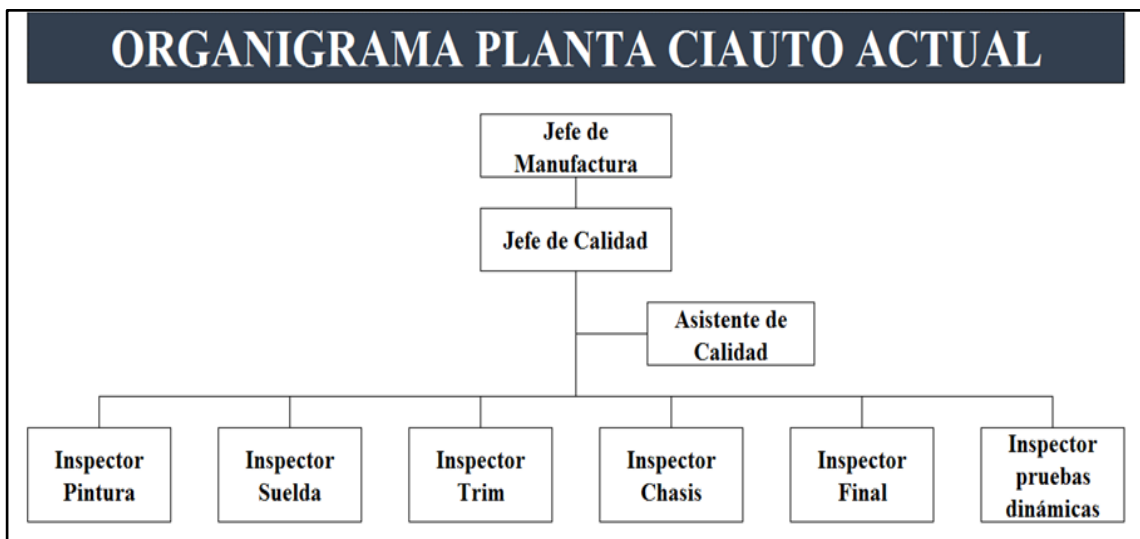 ORGANIGRAMA PLANTA CIAUTO ACTUAL
Jefe de
Manufactura
Jefe de Calidad
Asistente de
Calidad
Inspector
Pintura
Inspector
Suelda
Inspector
Trim
Inspector
Chasis
Inspector
Final
Inspector
pruebas
dinámicas